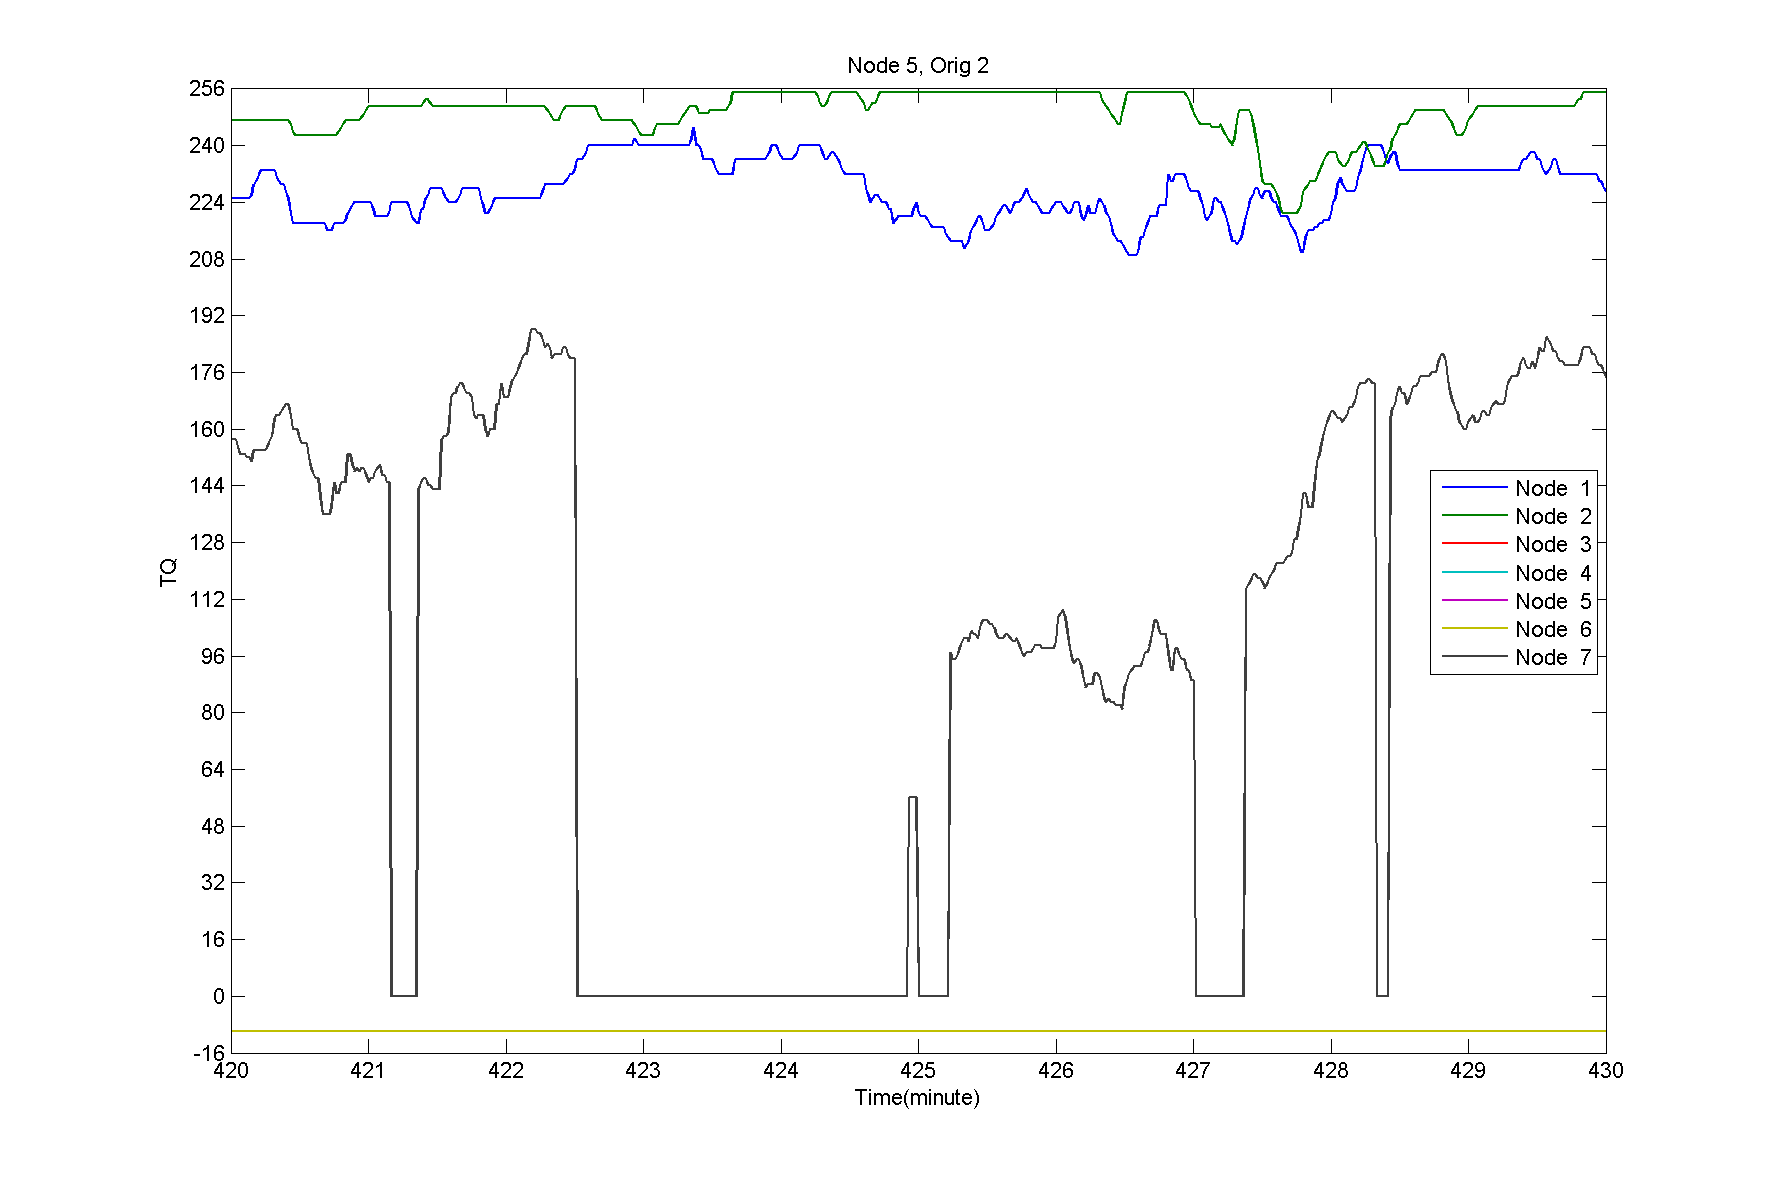 Node 5, Orig 2
256
240
224
208
192
176
160
144
128
112
96
80
64
48
32
16
0
-16
TQ
420 421 422 423 424 425 426 427 428 429 430
Time(minute)
Node 1
Node 2
Node 3
Node 4
Node 5
Node 6
Node 7